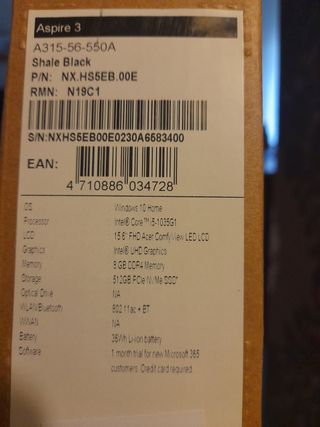 Aspire 3
A315-56-550A
Shale Black
P/N: NX.HS5EB.00E
RMN: N19C1
S/N:NXHS5EB00E0230A6583400
EAN:
4 710886 034728
OS Windows 10 Home
Processor Intel® Core™ i5-1035G1
LCD 15.6" FHD Acer ComfyView LED LCD
Graphics Intel® UHD Graphics
Memory 8 GB DDR4 Memory
Storage 512GB PCIe NVMe SSD*
Optical Drive NA
WLAN/Bluetooth 802.11ac + BT
WWAN NA
Battery 36Wh Li-ion battery
Software 1 month trial for new Microsoft 365
customers. Credit card required.